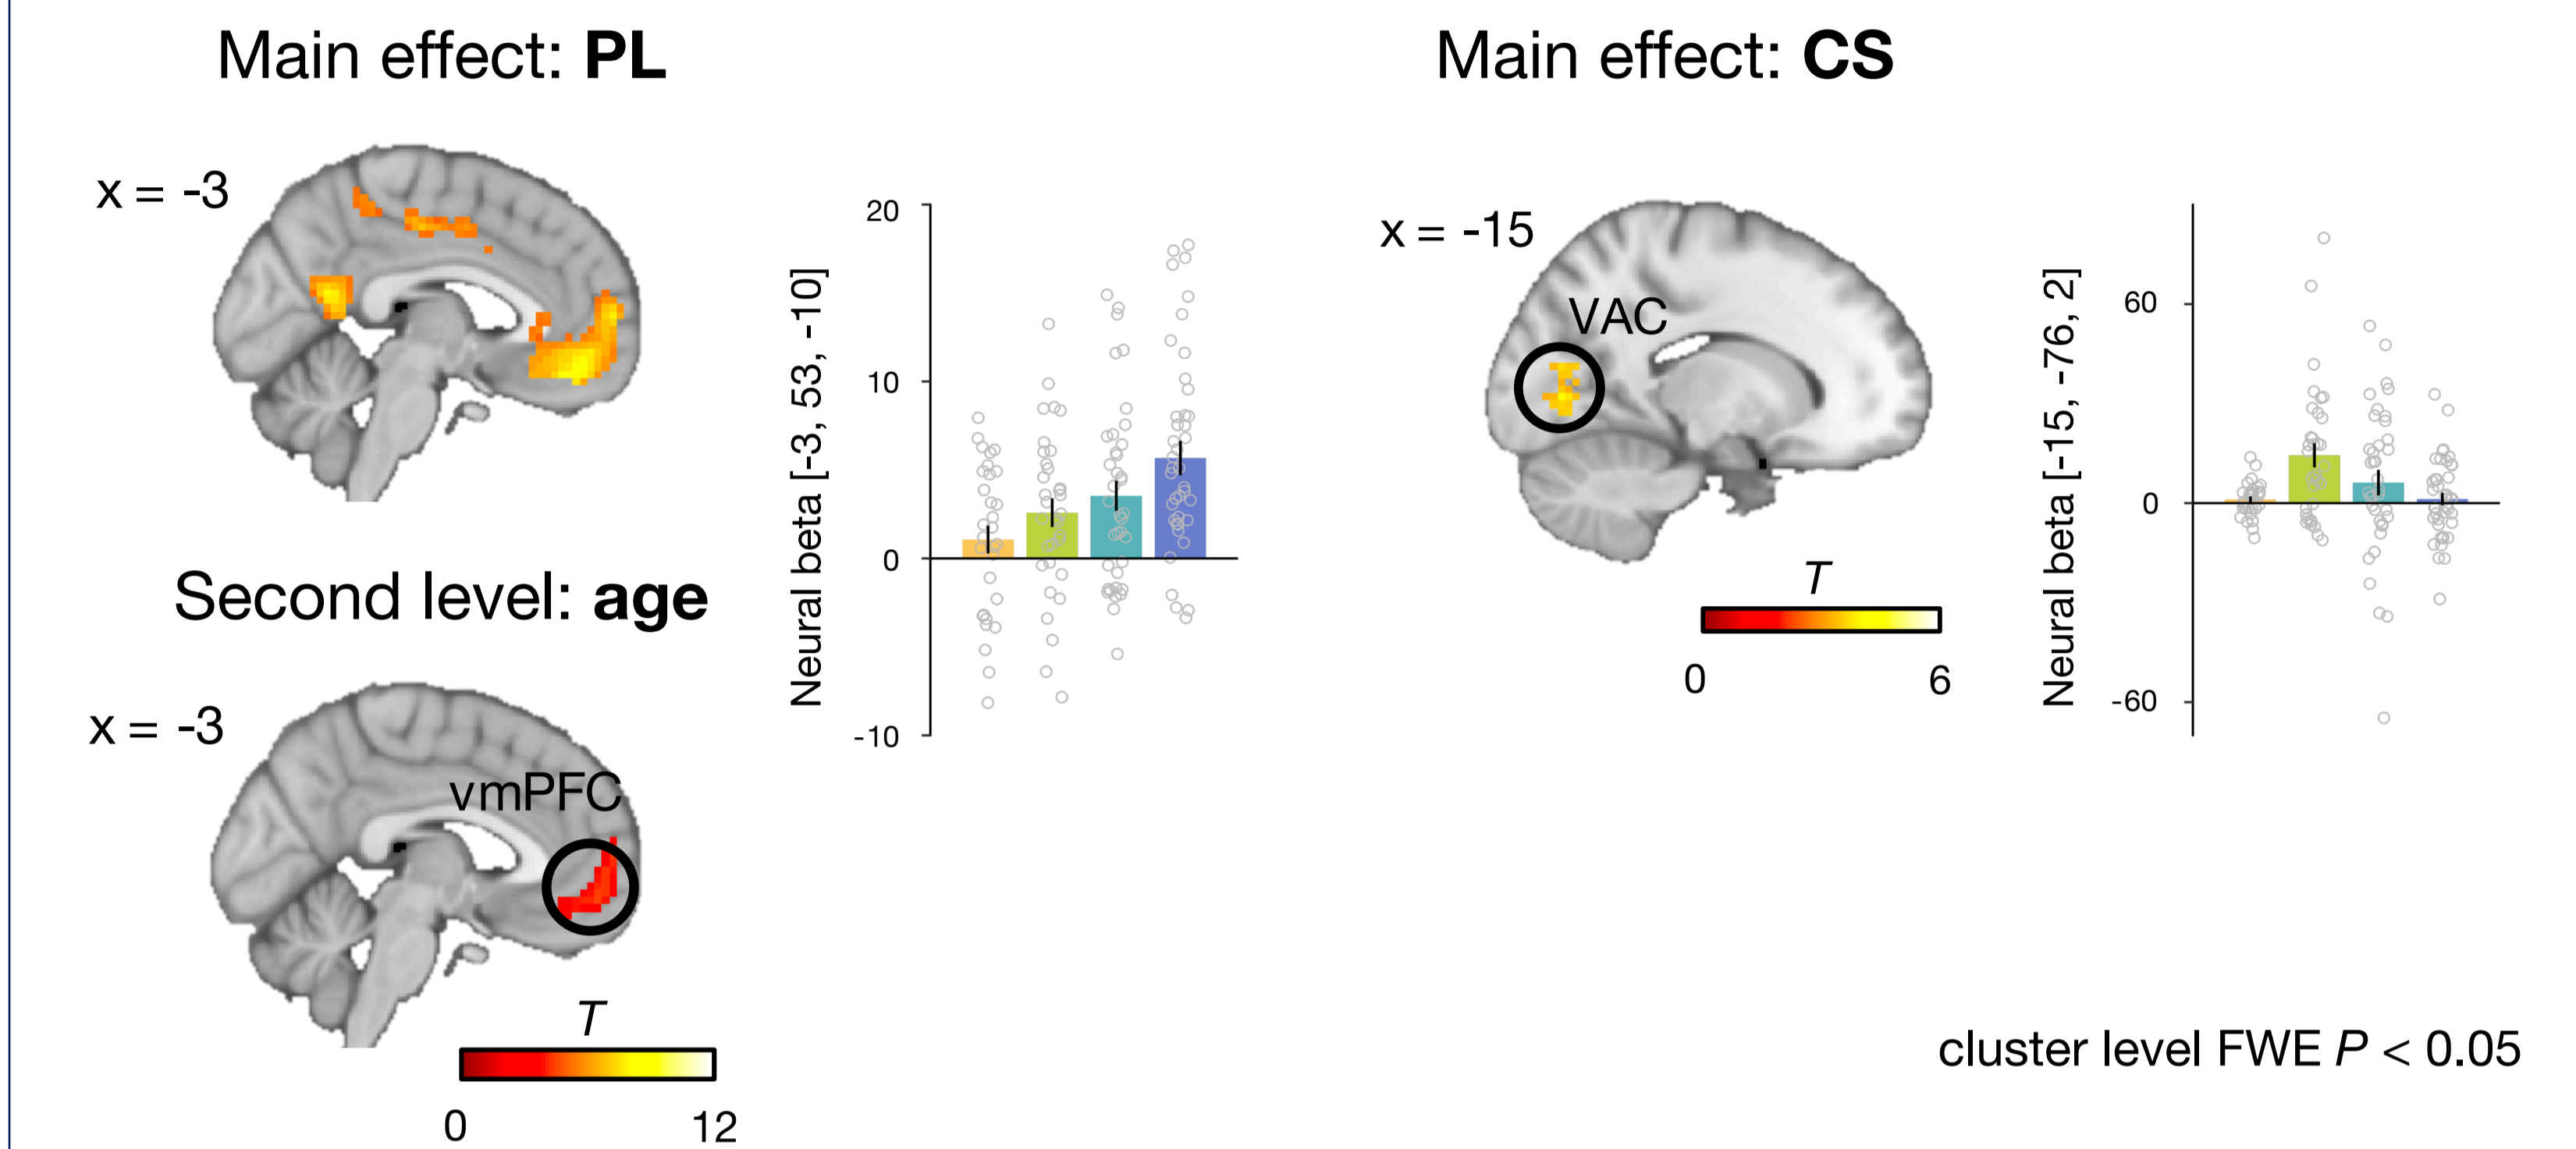 Main effect: PL
x = -3
20
10
0
-10
Neural beta [-3, 53, -10]
Second level: age
x = -3
vmPFC
T
0
12
Main effect: CS
x = -15
VAC
T
0
6
Neural beta [-15, -76, 2]
60
0
-60
cluster level FWE P < 0.05